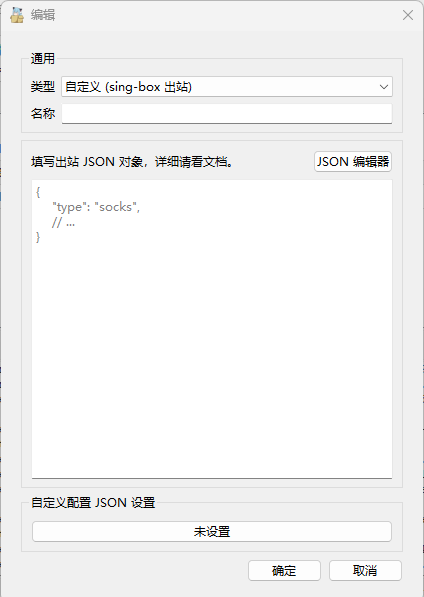 编辑
通用
类型 自定义 (sing-box 出站)
名称
填写出站 JSON 对象，详细请看文档。 JSON 编辑器
{
"type": "socks",
// ...
}
自定义配置 JSON 设置
未设置
确定 取消